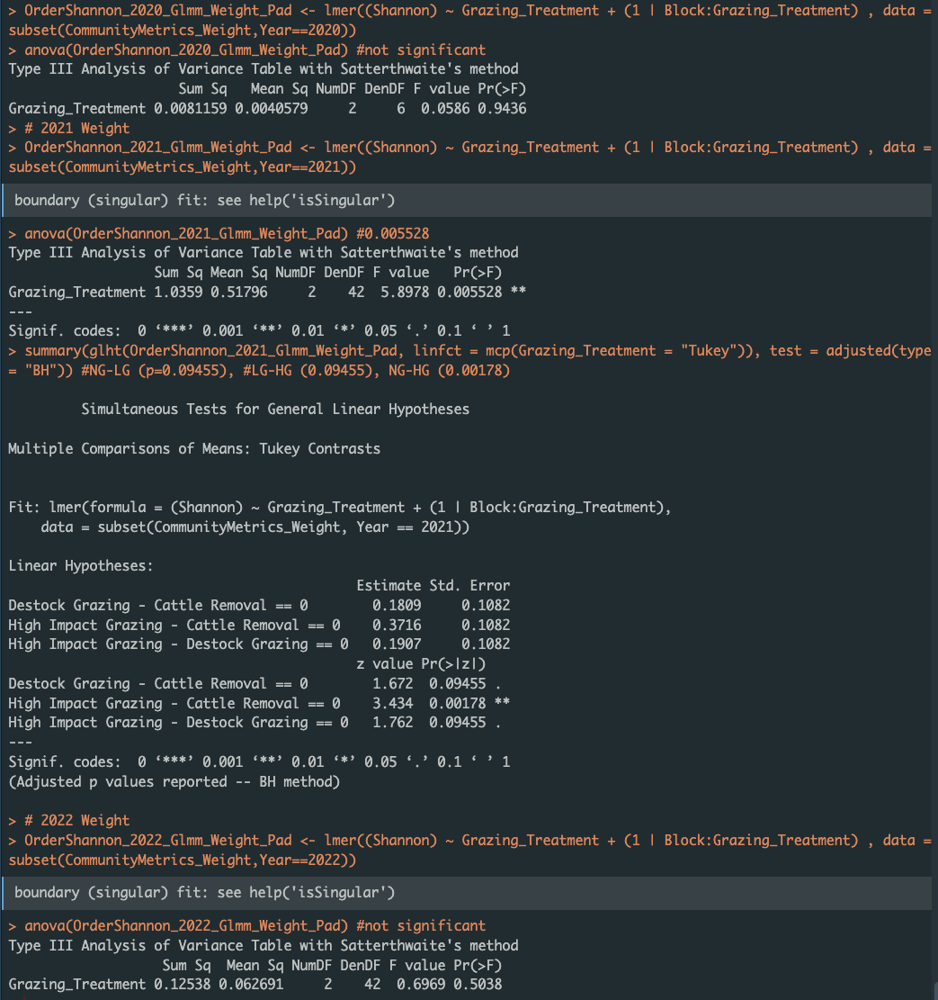 > OrderShannon_2020_Glmm_Weight_Pad <- lmer((Shannon) ~ Grazing_Treatment + (1 | Block:Grazing_Treatment) , data =
subset(CommunityMetrics_Weight,Year==2020))
> anova(OrderShannon_2020_Glmm_Weight_Pad) #not significant
Type III Analysis of Variance Table with Satterthwaite's method
                     Sum Sq   Mean Sq NumDF DenDF F value Pr(>F)
Grazing_Treatment 0.0081159 0.0040579     2     6  0.0586 0.9436
> # 2021 Weight
> OrderShannon_2021_Glmm_Weight_Pad <- lmer((Shannon) ~ Grazing_Treatment + (1 | Block:Grazing_Treatment) , data =
subset(CommunityMetrics_Weight,Year==2021))
boundary (singular) fit: see help('isSingular')
> anova(OrderShannon_2021_Glmm_Weight_Pad) #0.005528
Type III Analysis of Variance Table with Satterthwaite's method
                  Sum Sq Mean Sq NumDF DenDF F value   Pr(>F)
Grazing_Treatment 1.0359 0.51796     2    42  5.8978 0.005528 **
---
Signif. codes:  0 ‘***’ 0.001 ‘**’ 0.01 ‘*’ 0.05 ‘.’ 0.1 ‘ ’ 1
> summary(glht(OrderShannon_2021_Glmm_Weight_Pad, linfct = mcp(Grazing_Treatment = "Tukey")), test = adjusted(type
= "BH")) #NG-LG (p=0.09455), #LG-HG (0.09455), NG-HG (0.00178)
         Simultaneous Tests for General Linear Hypotheses
Multiple Comparisons of Means: Tukey Contrasts
Fit: lmer(formula = (Shannon) ~ Grazing_Treatment + (1 | Block:Grazing_Treatment),
    data = subset(CommunityMetrics_Weight, Year == 2021))
Linear Hypotheses:
                                           Estimate Std. Error
Destock Grazing - Cattle Removal == 0        0.1809     0.1082
High Impact Grazing - Cattle Removal == 0    0.3716     0.1082
High Impact Grazing - Destock Grazing == 0   0.1907     0.1082
                                           z value Pr(>|z|)
Destock Grazing - Cattle Removal == 0        1.672  0.09455 .
High Impact Grazing - Cattle Removal == 0    3.434  0.00178 **
High Impact Grazing - Destock Grazing == 0   1.762  0.09455 .
---
Signif. codes:  0 ‘***’ 0.001 ‘**’ 0.01 ‘*’ 0.05 ‘.’ 0.1 ‘ ’ 1
(Adjusted p values reported -- BH method)
> # 2022 Weight
> OrderShannon_2022_Glmm_Weight_Pad <- lmer((Shannon) ~ Grazing_Treatment + (1 | Block:Grazing_Treatment) , data =
subset(CommunityMetrics_Weight,Year==2022))
boundary (singular) fit: see help('isSingular')
> anova(OrderShannon_2022_Glmm_Weight_Pad) #not significant
Type III Analysis of Variance Table with Satterthwaite's method
                   Sum Sq  Mean Sq NumDF DenDF F value Pr(>F)
Grazing_Treatment 0.12538 0.062691     2    42  0.6969 0.5038